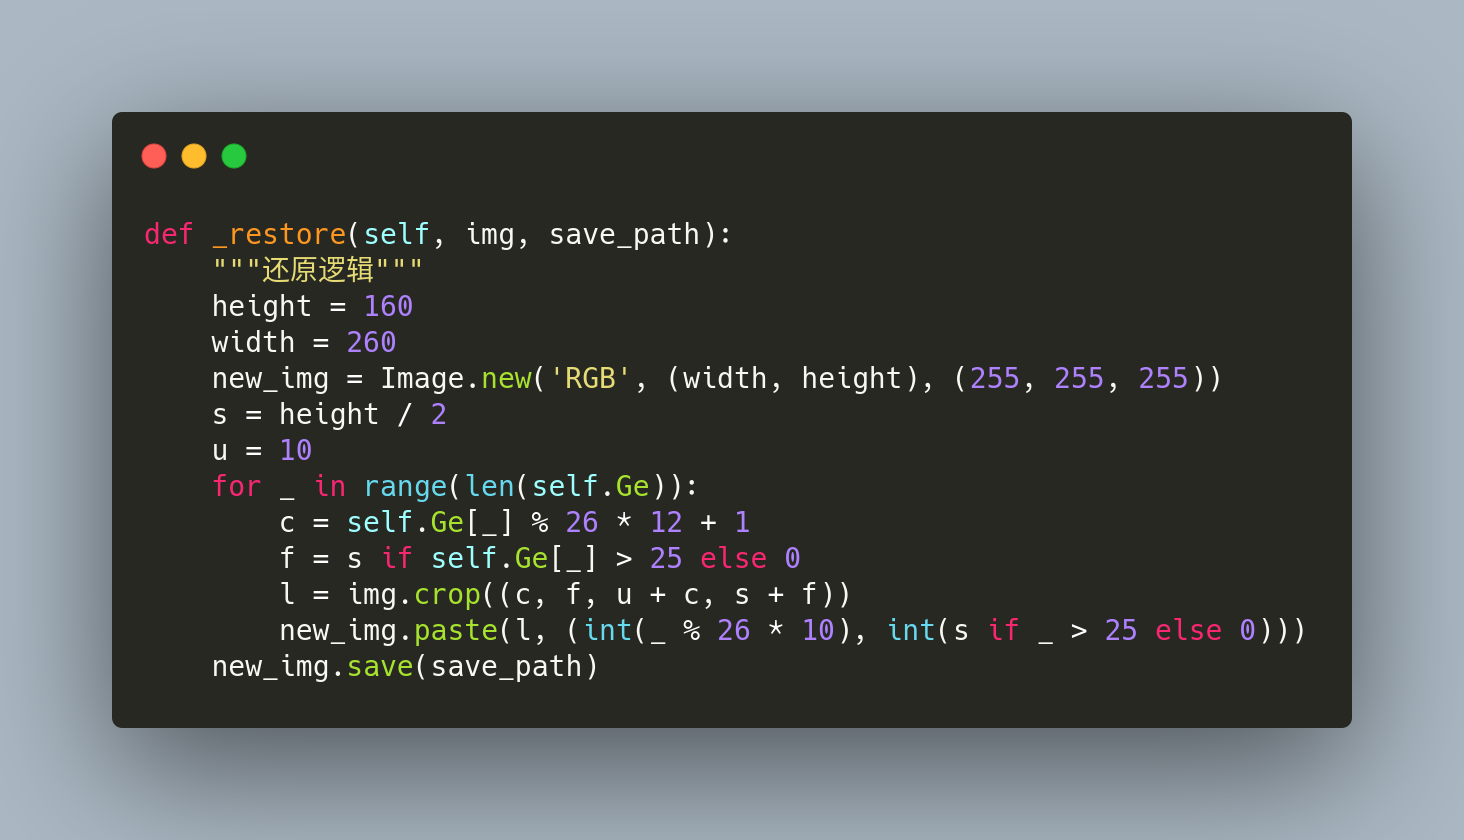 def _restore(self, img, save_path):
    """还原逻辑"""
    height = 160
    width = 260
    new_img = Image.new('RGB', (width, height), (255, 255, 255))
    s = height / 2
    u = 10
    for _ in range(len(self.Ge)):
        c = self.Ge[_] % 26 * 12 + 1
        f = s if self.Ge[_] > 25 else 0
        l = img.crop((c, f, u + c, s + f))
        new_img.paste(l, (int(_ % 26 * 10), int(s if _ > 25 else 0)))
    new_img.save(save_path)